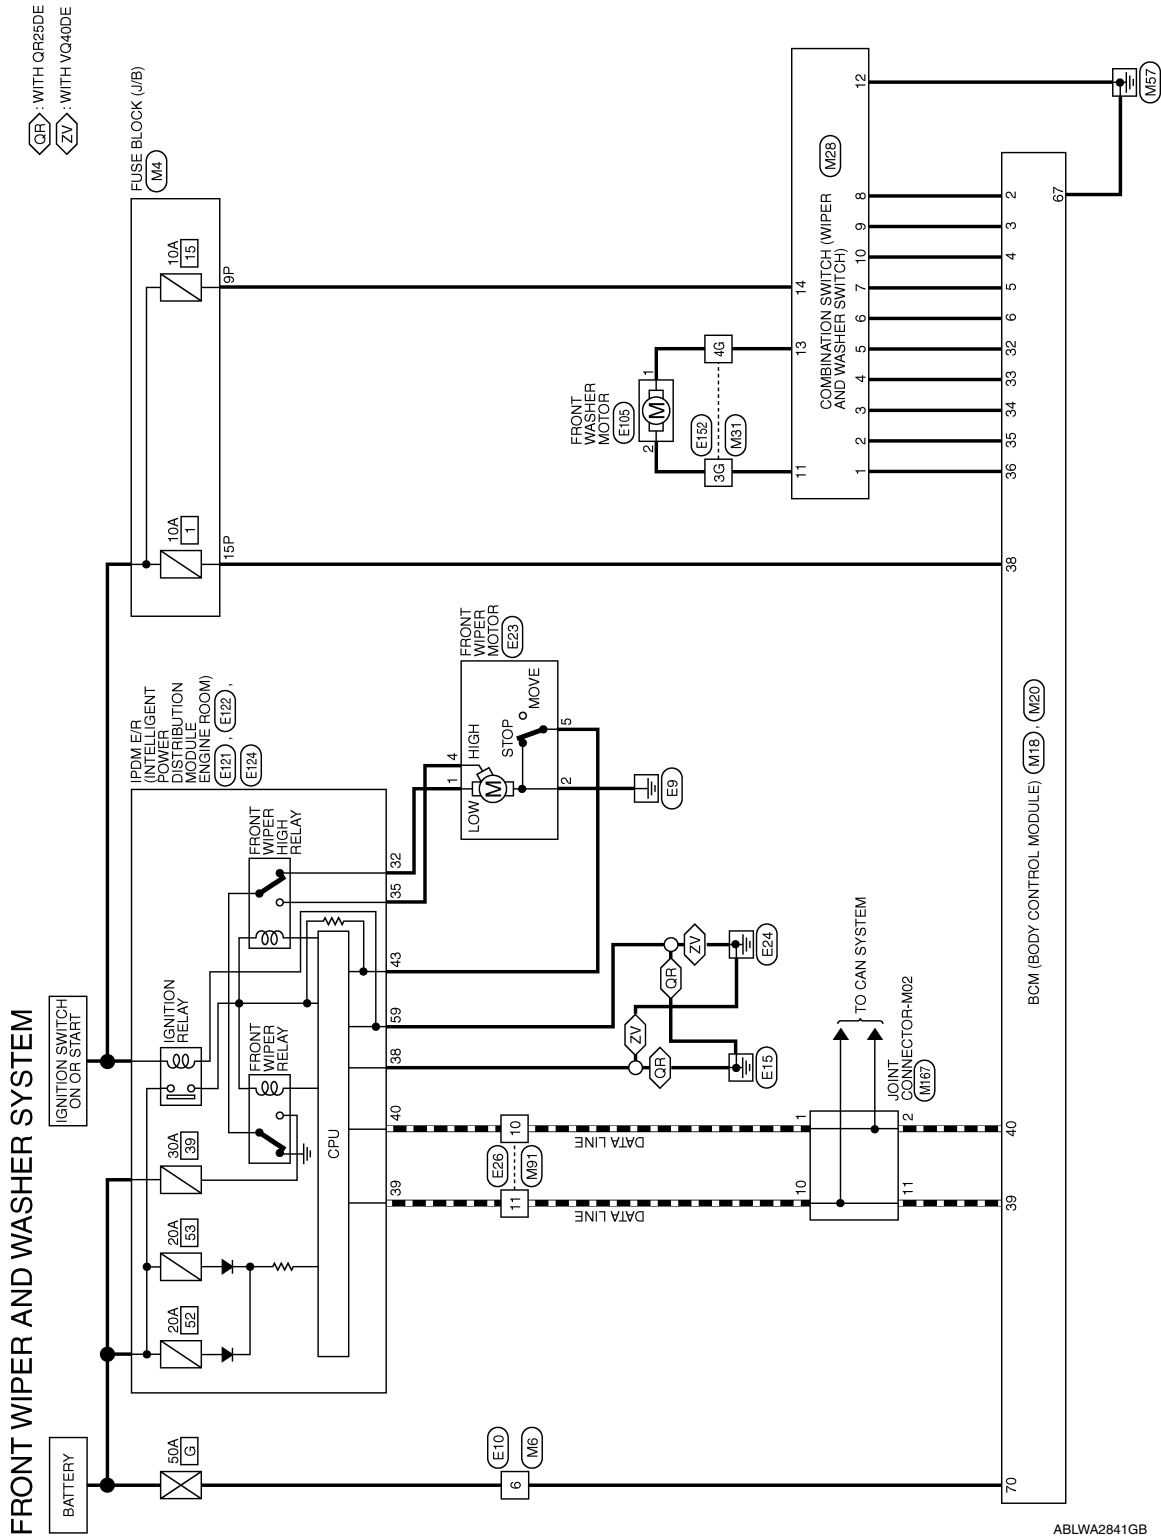 FRONT WIPER AND WASHER SYSTEM
QR : WITH QR25DE
ZV : WITH VQ40DE
BATTERY
IGNITION SWITCH
ON OR START
50A
G
20A
52
20A
53
30A
39
IGNITION
RELAY
FRONT
WIPER
RELAY
FRONT
WIPER
HIGH
RELAY
CPU
IPDM E/R
(INTELLIGENT
POWER
DISTRIBUTION
MODULE
ENGINE ROOM)
E121 , E122 ,
E124
FUSE BLOCK (J/B)
M4
10A
1
10A
15
15P
9P
39
40
38
59
43
35
32
FRONT
WIPER
MOTOR
E23
LOW
HIGH
M
STOP
MOVE
1
4
2
5
E9
FRONT
WASHER
MOTOR
E105
2
M
1
3G
4G
E152
M31
E10
M6
6
E26
M91
11
10
DATA LINE
DATA LINE
ZV
QR
QR
ZV
E15
E24
TO CAN SYSTEM
JOINT
CONNECTOR-M02
M167
10
1
11
2
COMBINATION SWITCH (WIPER
AND WASHER SWITCH)
M28
11
13
14
1
2
3
4
5
6
7
10
9
8
12
70
39
40
38
36
35
34
33
32
6
5
4
3
2
67
BCM (BODY CONTROL MODULE) M18 , M20
M57
ABLWA2841GB